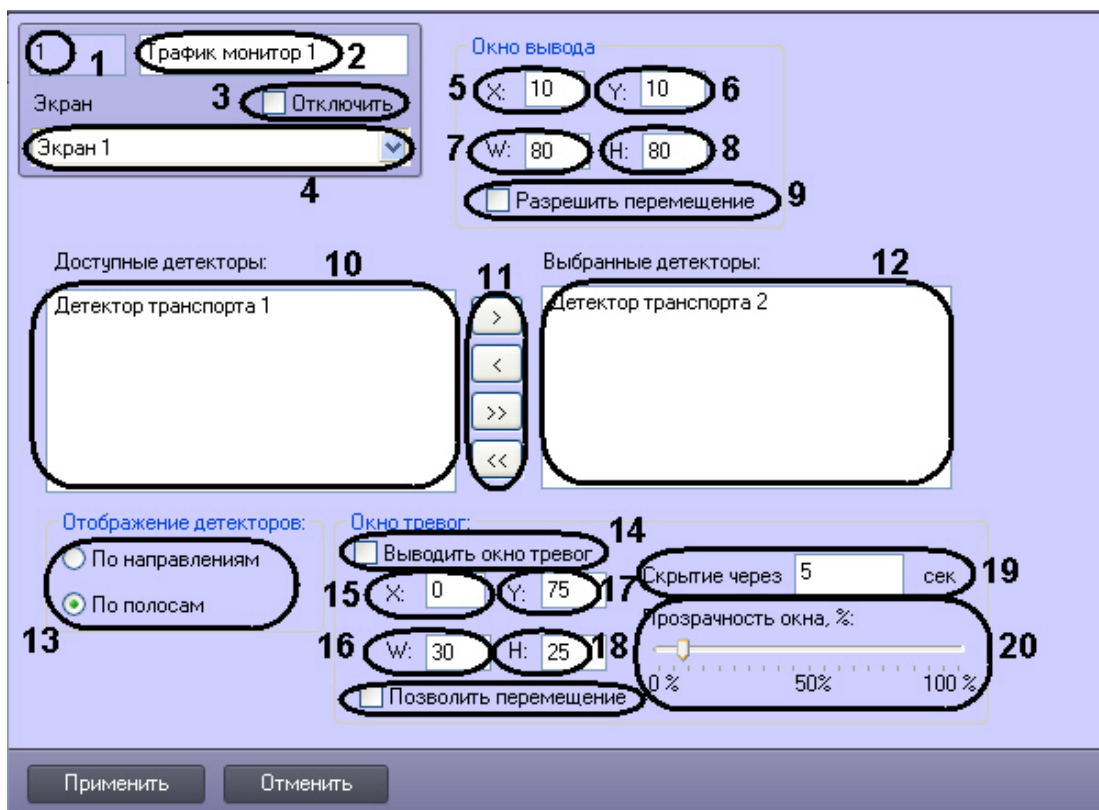 1 1 Трафик монитор 1 2
Экран 3 Отключить
Экран 1
4
Окно вывода
5 X: 10 Y: 10 6
7 W: 80 H: 80 8
Разрешить перемещение 9
Доступные детекторы: 10 11 Выбранные детекторы: 12
Детектор транспорта 1
Детектор транспорта 2
>
<
>>
<<
Отображение детекторов:
По направлениям
По полосам
13
Окно тревог: 14
Выводить окно тревог
15 X: 0 Y: 75 17
16 W: 30 H: 25 18
Позволить перемещение
Скрытие через 5 сек 19
Прозрачность окна, %:
20
0 % 50% 100 %
Применить Отменить